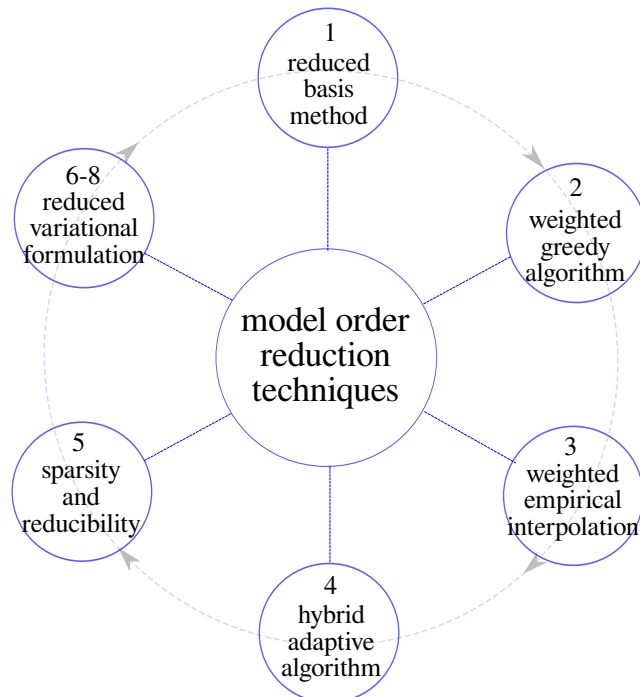 1
reduced
basis
method
2
weighted
greedy
algorithm
3
weighted
empirical
interpolation
4
hybrid
adaptive
algorithm
5
sparsity
and
reducibility
6-8
reduced
variational
formulation
model order
reduction
techniques